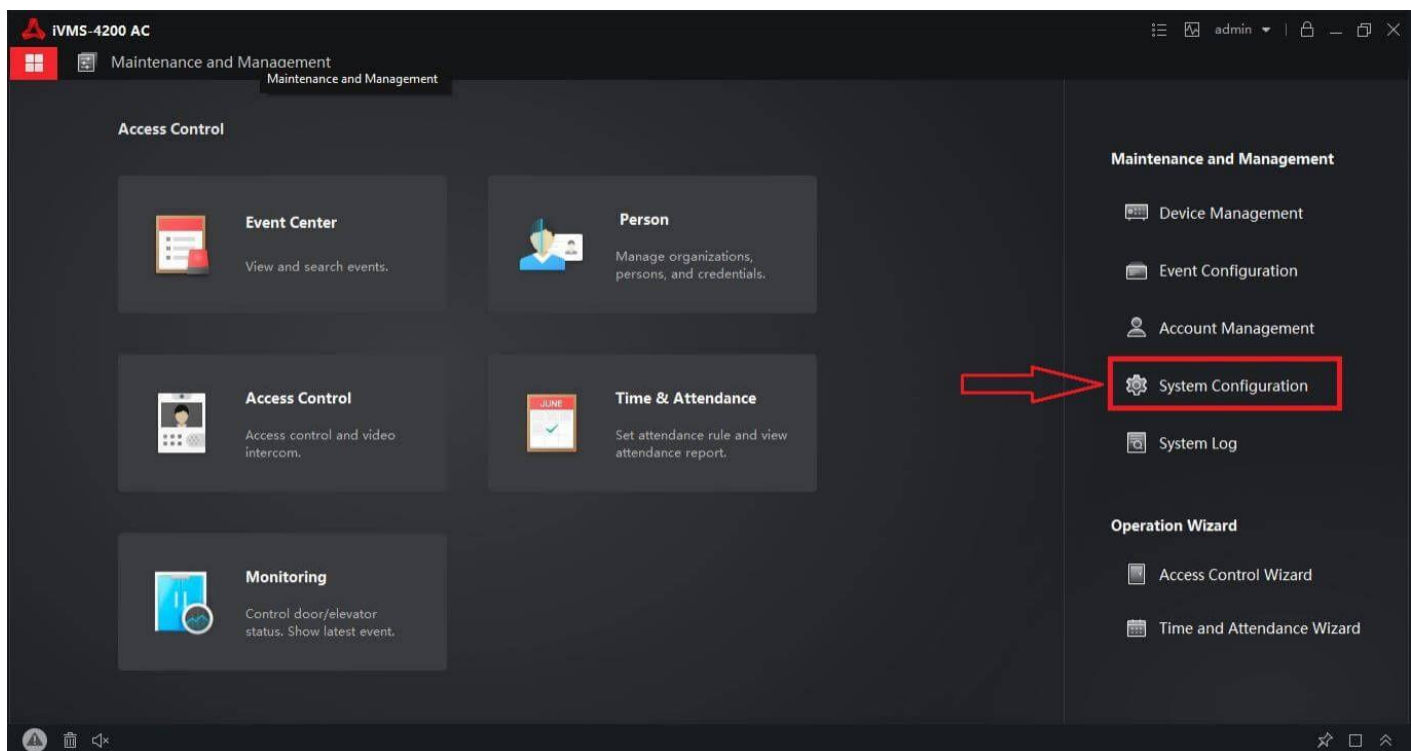 iVMS-4200 AC
admin
Maintenance and Management
Maintenance and Management
Access Control
Event Center
View and search events.
Person
Manage organizations,
persons, and credentials.
Access Control
Access control and video
intercom.
JUNE
Time & Attendance
Set attendance rule and view
attendance report.
Monitoring
Control door/elevator
status. Show latest event.
Maintenance and Management
Device Management
Event Configuration
Account Management
System Configuration
System Log
Operation Wizard
Access Control Wizard
Time and Attendance Wizard